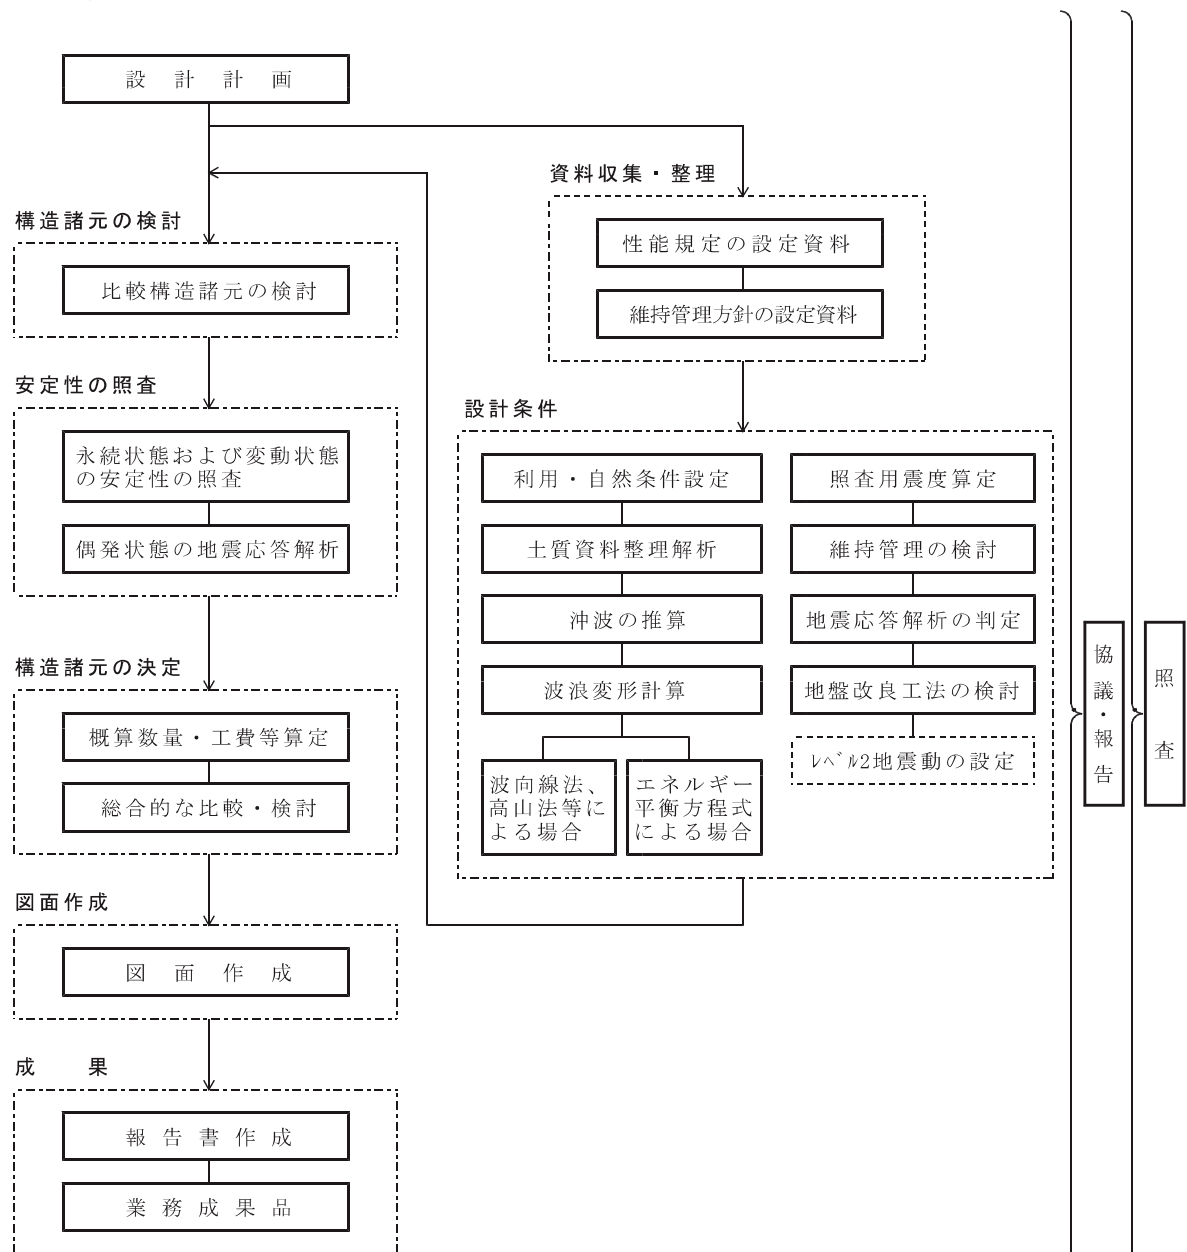 設計計画
資料収集・整理
性能規定の設定資料
維持管理方針の設定資料
構造諸元の検討
比較構造諸元の検討
安定性の照査
永続状態および変動状態
の安定性の照査
偶発状態の地震応答解析
設計条件
利用・自然条件設定
土質資料整理解析
沖波の推算
波浪変形計算
波向線法、
高山法等に
よる場合
エネルギー
平衡方程式
による場合
照査用震度算定
維持管理の検討
地震応答解析の判定
地盤改良工法の検討
ﾚﾍﾞﾙ2地震動の設定
構造諸元の決定
概算数量・工費等算定
総合的な比較・検討
図面作成
図面作成
成果
報告書作成
業務成果品
協議・報告
照査